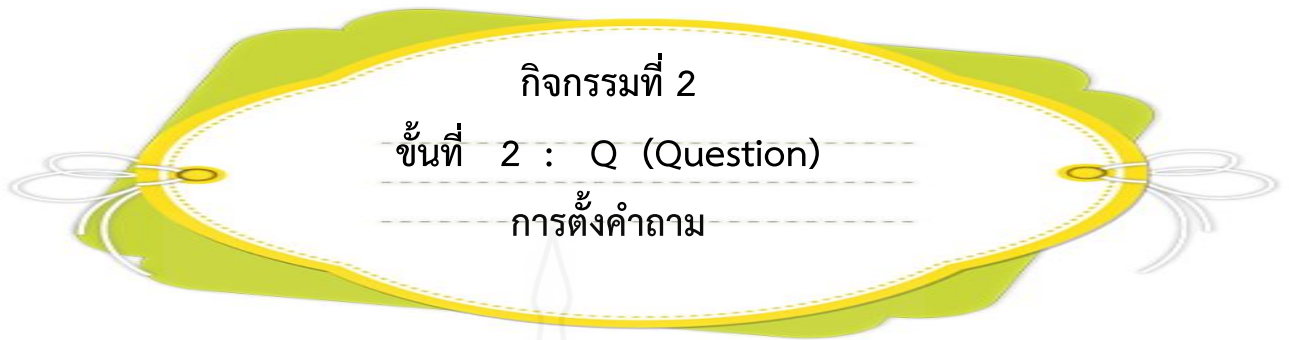 กิจกรรมที่ 2
ขั้นที่ 2 : Q (Question)
การตั้งคำถาม